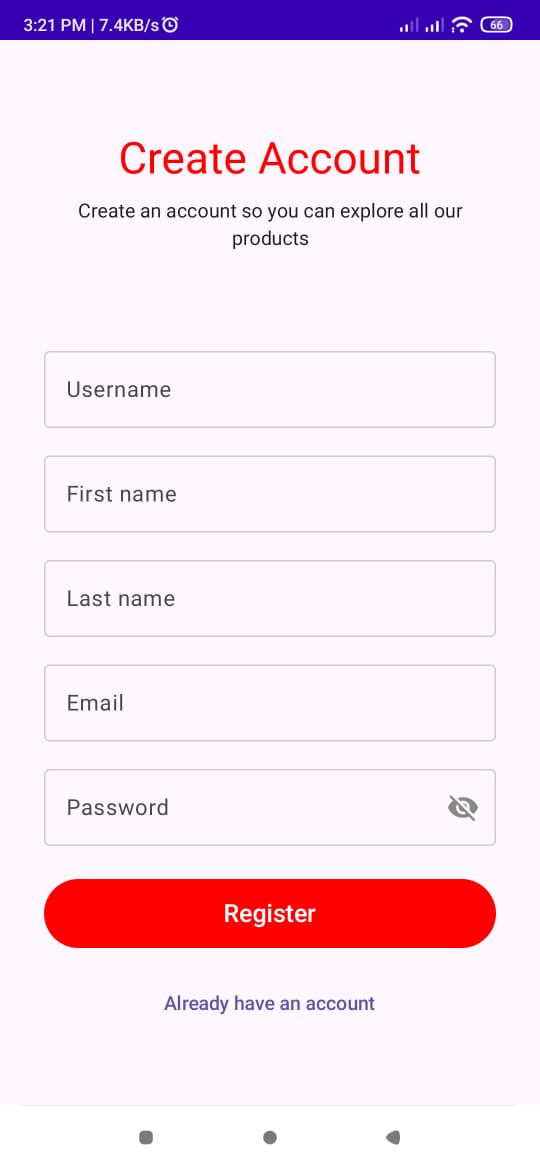 3:21 PM | 7.4KB/s
66
Create Account
Create an account so you can explore all our
products
Username
First name
Last name
Email
Password
Register
Already have an account